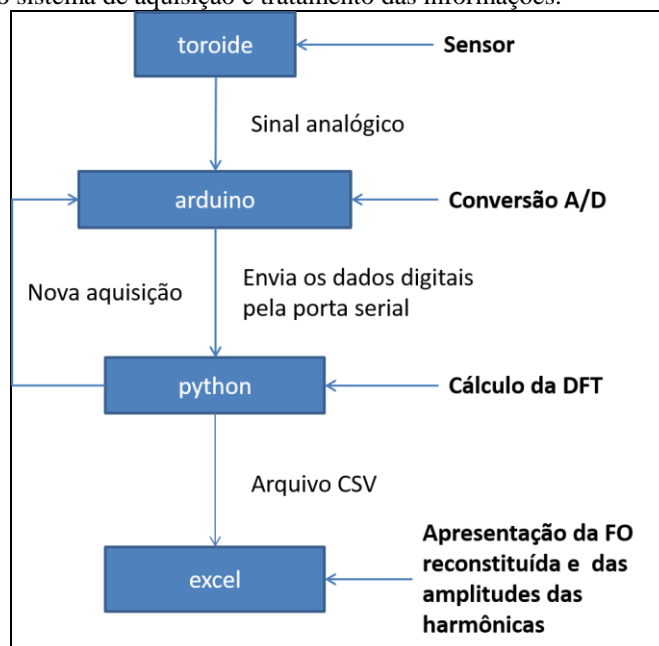 o sistema de aquisição e tratamento das informações.
toroide
Sensor
Sinal analógico
arduino
Conversão A/D
Nova aquisição
Envia os dados digitais
pela porta serial
python
Cálculo da DFT
Arquivo CSV
excel
Apresentação da FO
reconstituída e das
amplitudes das
harmônicas